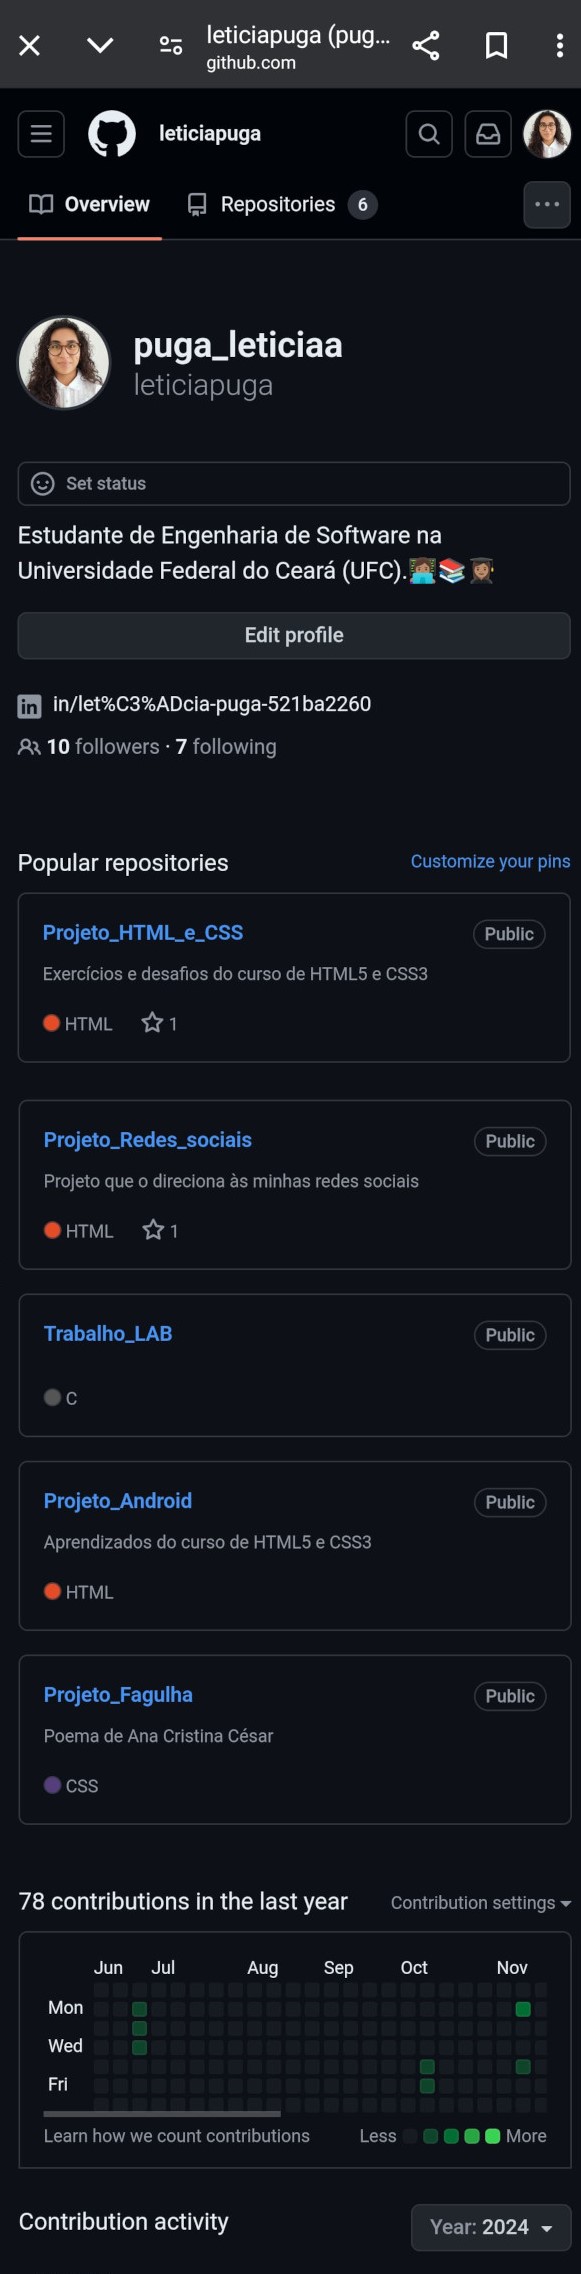 leticiapuga (pug...
github.com
leticiapuga
Overview
Repositories 6
puga_leticiaa
leticiapuga
Set status
Estudante de Engenharia de Software na
Universidade Federal do Ceará (UFC).👩🏽‍💻📚👩🏽‍🎓
Edit profile
in/let%C3%ADcia-puga-521ba2260
10 followers · 7 following
Popular repositories
Customize your pins
Projeto_HTML_e_CSS
Public
Exercícios e desafios do curso de HTML5 e CSS3
HTML 1
Projeto_Redes_sociais
Public
Projeto que o direciona às minhas redes sociais
HTML 1
Trabalho_LAB
Public
C
Projeto_Android
Public
Aprendizados do curso de HTML5 e CSS3
HTML
Projeto_Fagulha
Public
Poema de Ana Cristina César
CSS
78 contributions in the last year
Contribution settings
Jun Jul Aug Sep Oct Nov
Mon
Wed
Fri
Learn how we count contributions
Less More
Contribution activity
Year: 2024